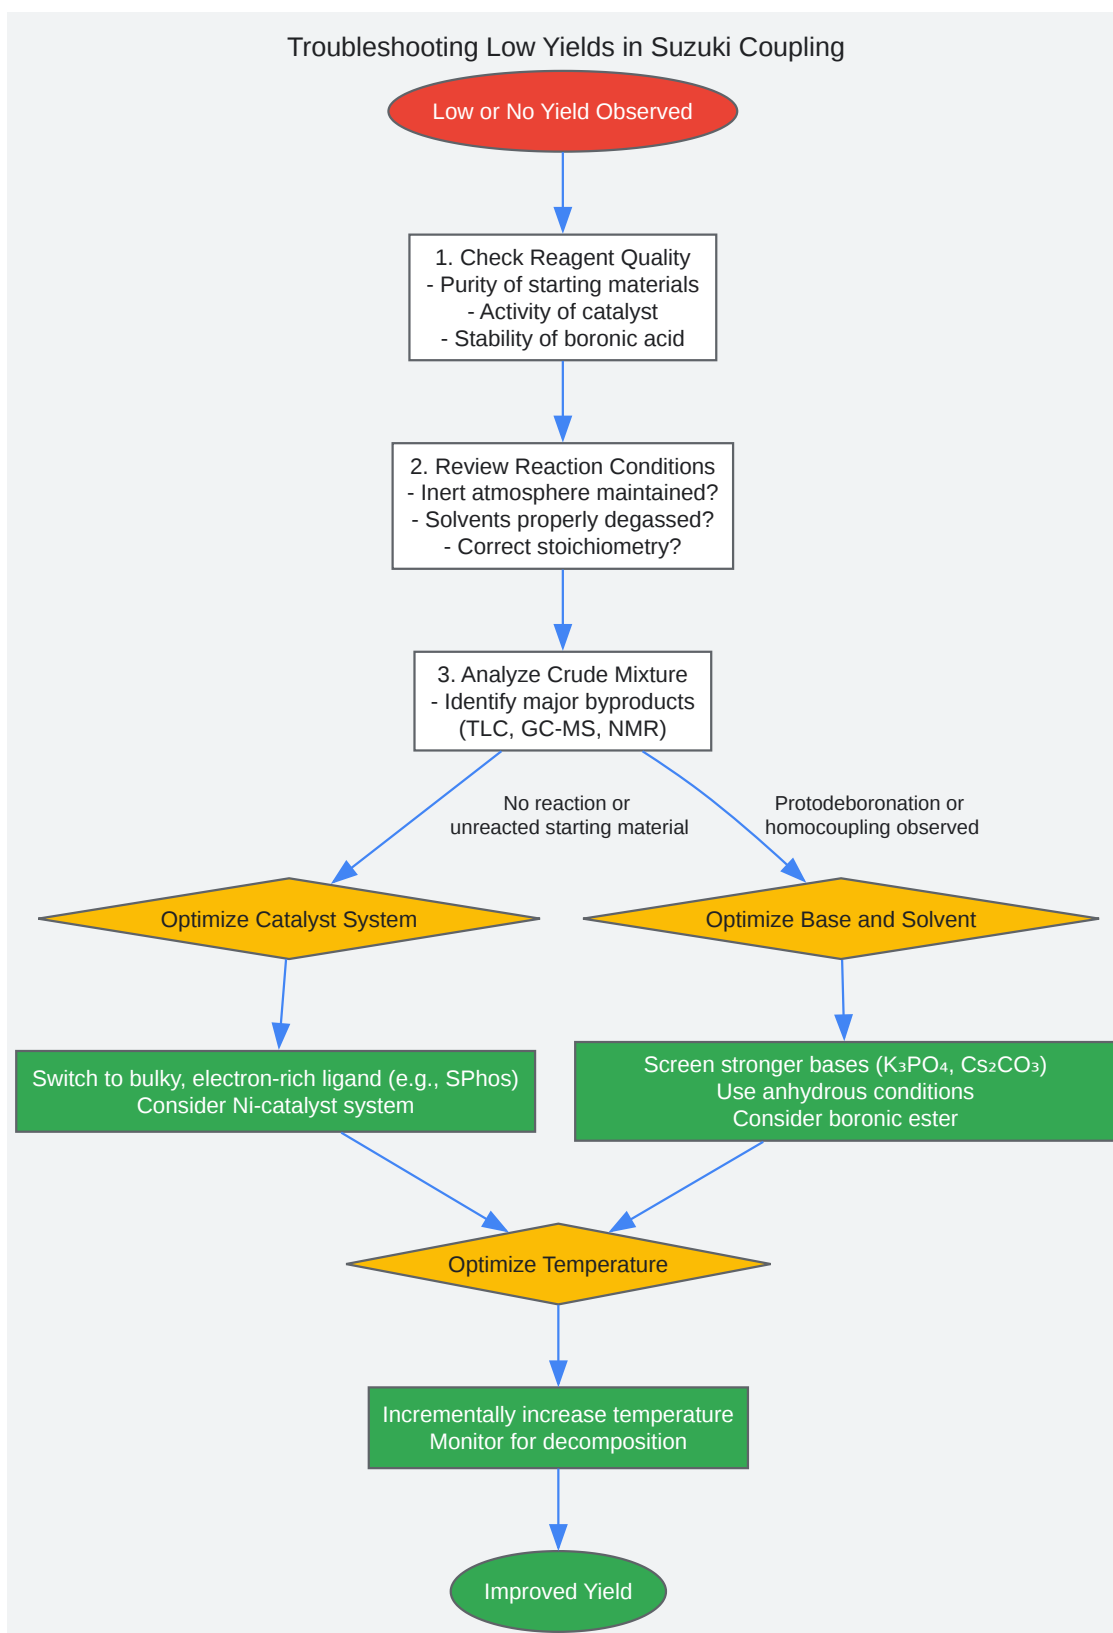 Troubleshooting Low Yields in Suzuki Coupling
Low or No Yield Observed
1. Check Reagent Quality
- Purity of starting materials
- Activity of catalyst
- Stability of boronic acid
2. Review Reaction Conditions
- Inert atmosphere maintained?
- Solvents properly degassed?
- Correct stoichiometry?
3. Analyze Crude Mixture
- Identify major byproducts
(TLC, GC-MS, NMR)
No reaction or
unreacted starting material
Protodeboronation or
homocoupling observed
Optimize Catalyst System
Optimize Base and Solvent
Switch to bulky, electron-rich ligand (e.g., SPhos)
Consider Ni-catalyst system
Screen stronger bases (K₃PO₄, Cs₂CO₃)
Use anhydrous conditions
Consider boronic ester
Optimize Temperature
Incrementally increase temperature
Monitor for decomposition
Improved Yield